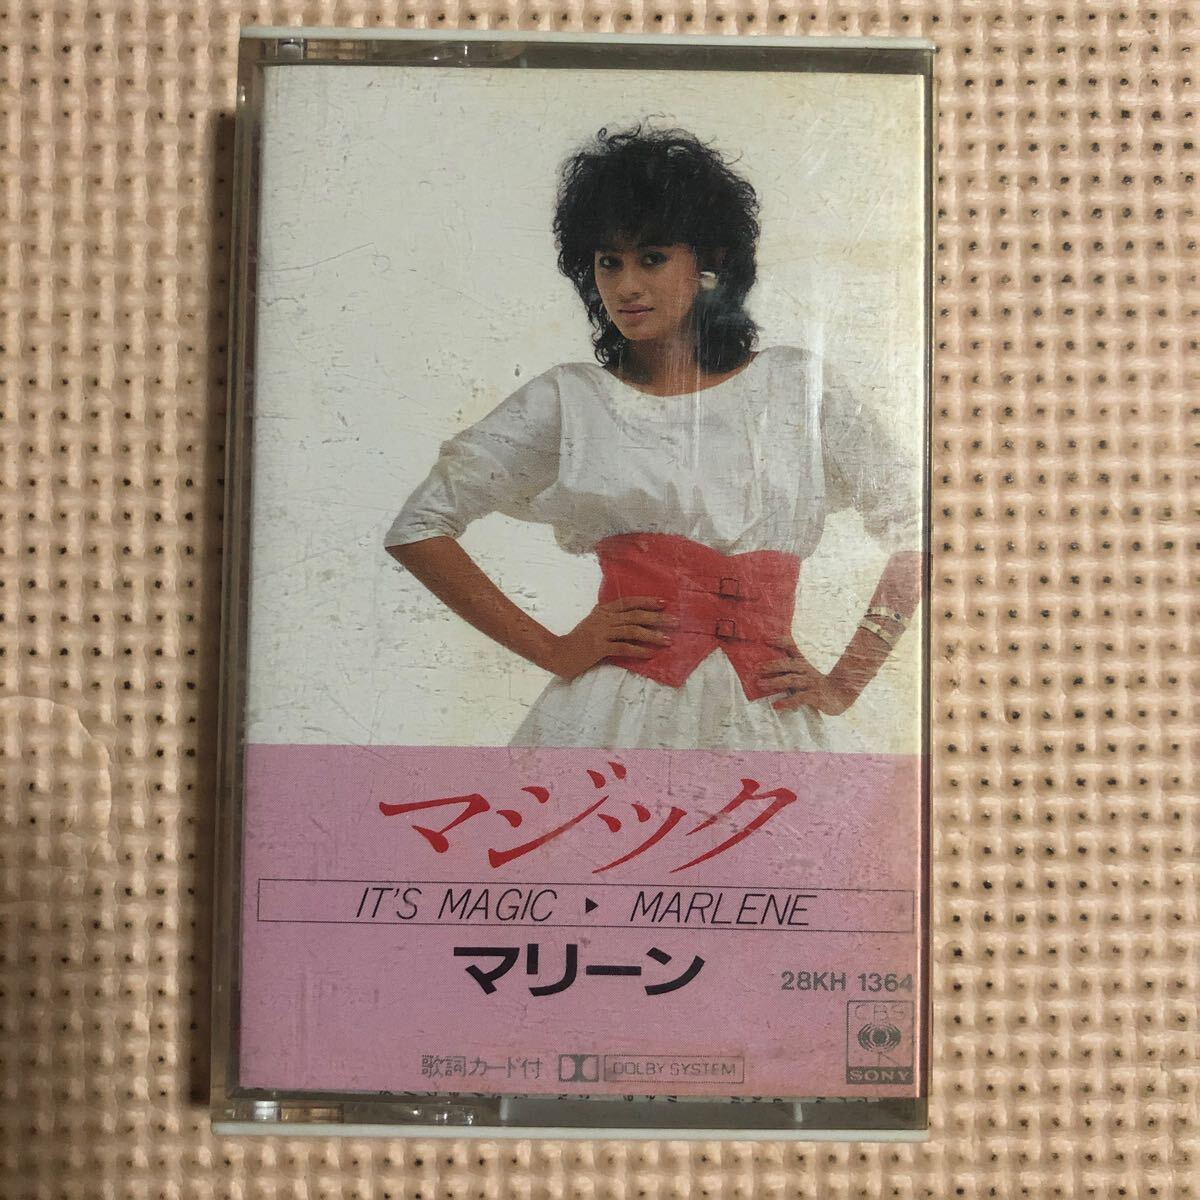 マジック
IT'S MAGIC ▶ MARLENE
マリーン
28KH 1364
CBS
SONY
歌詞カード付 DOLBY SYSTEM